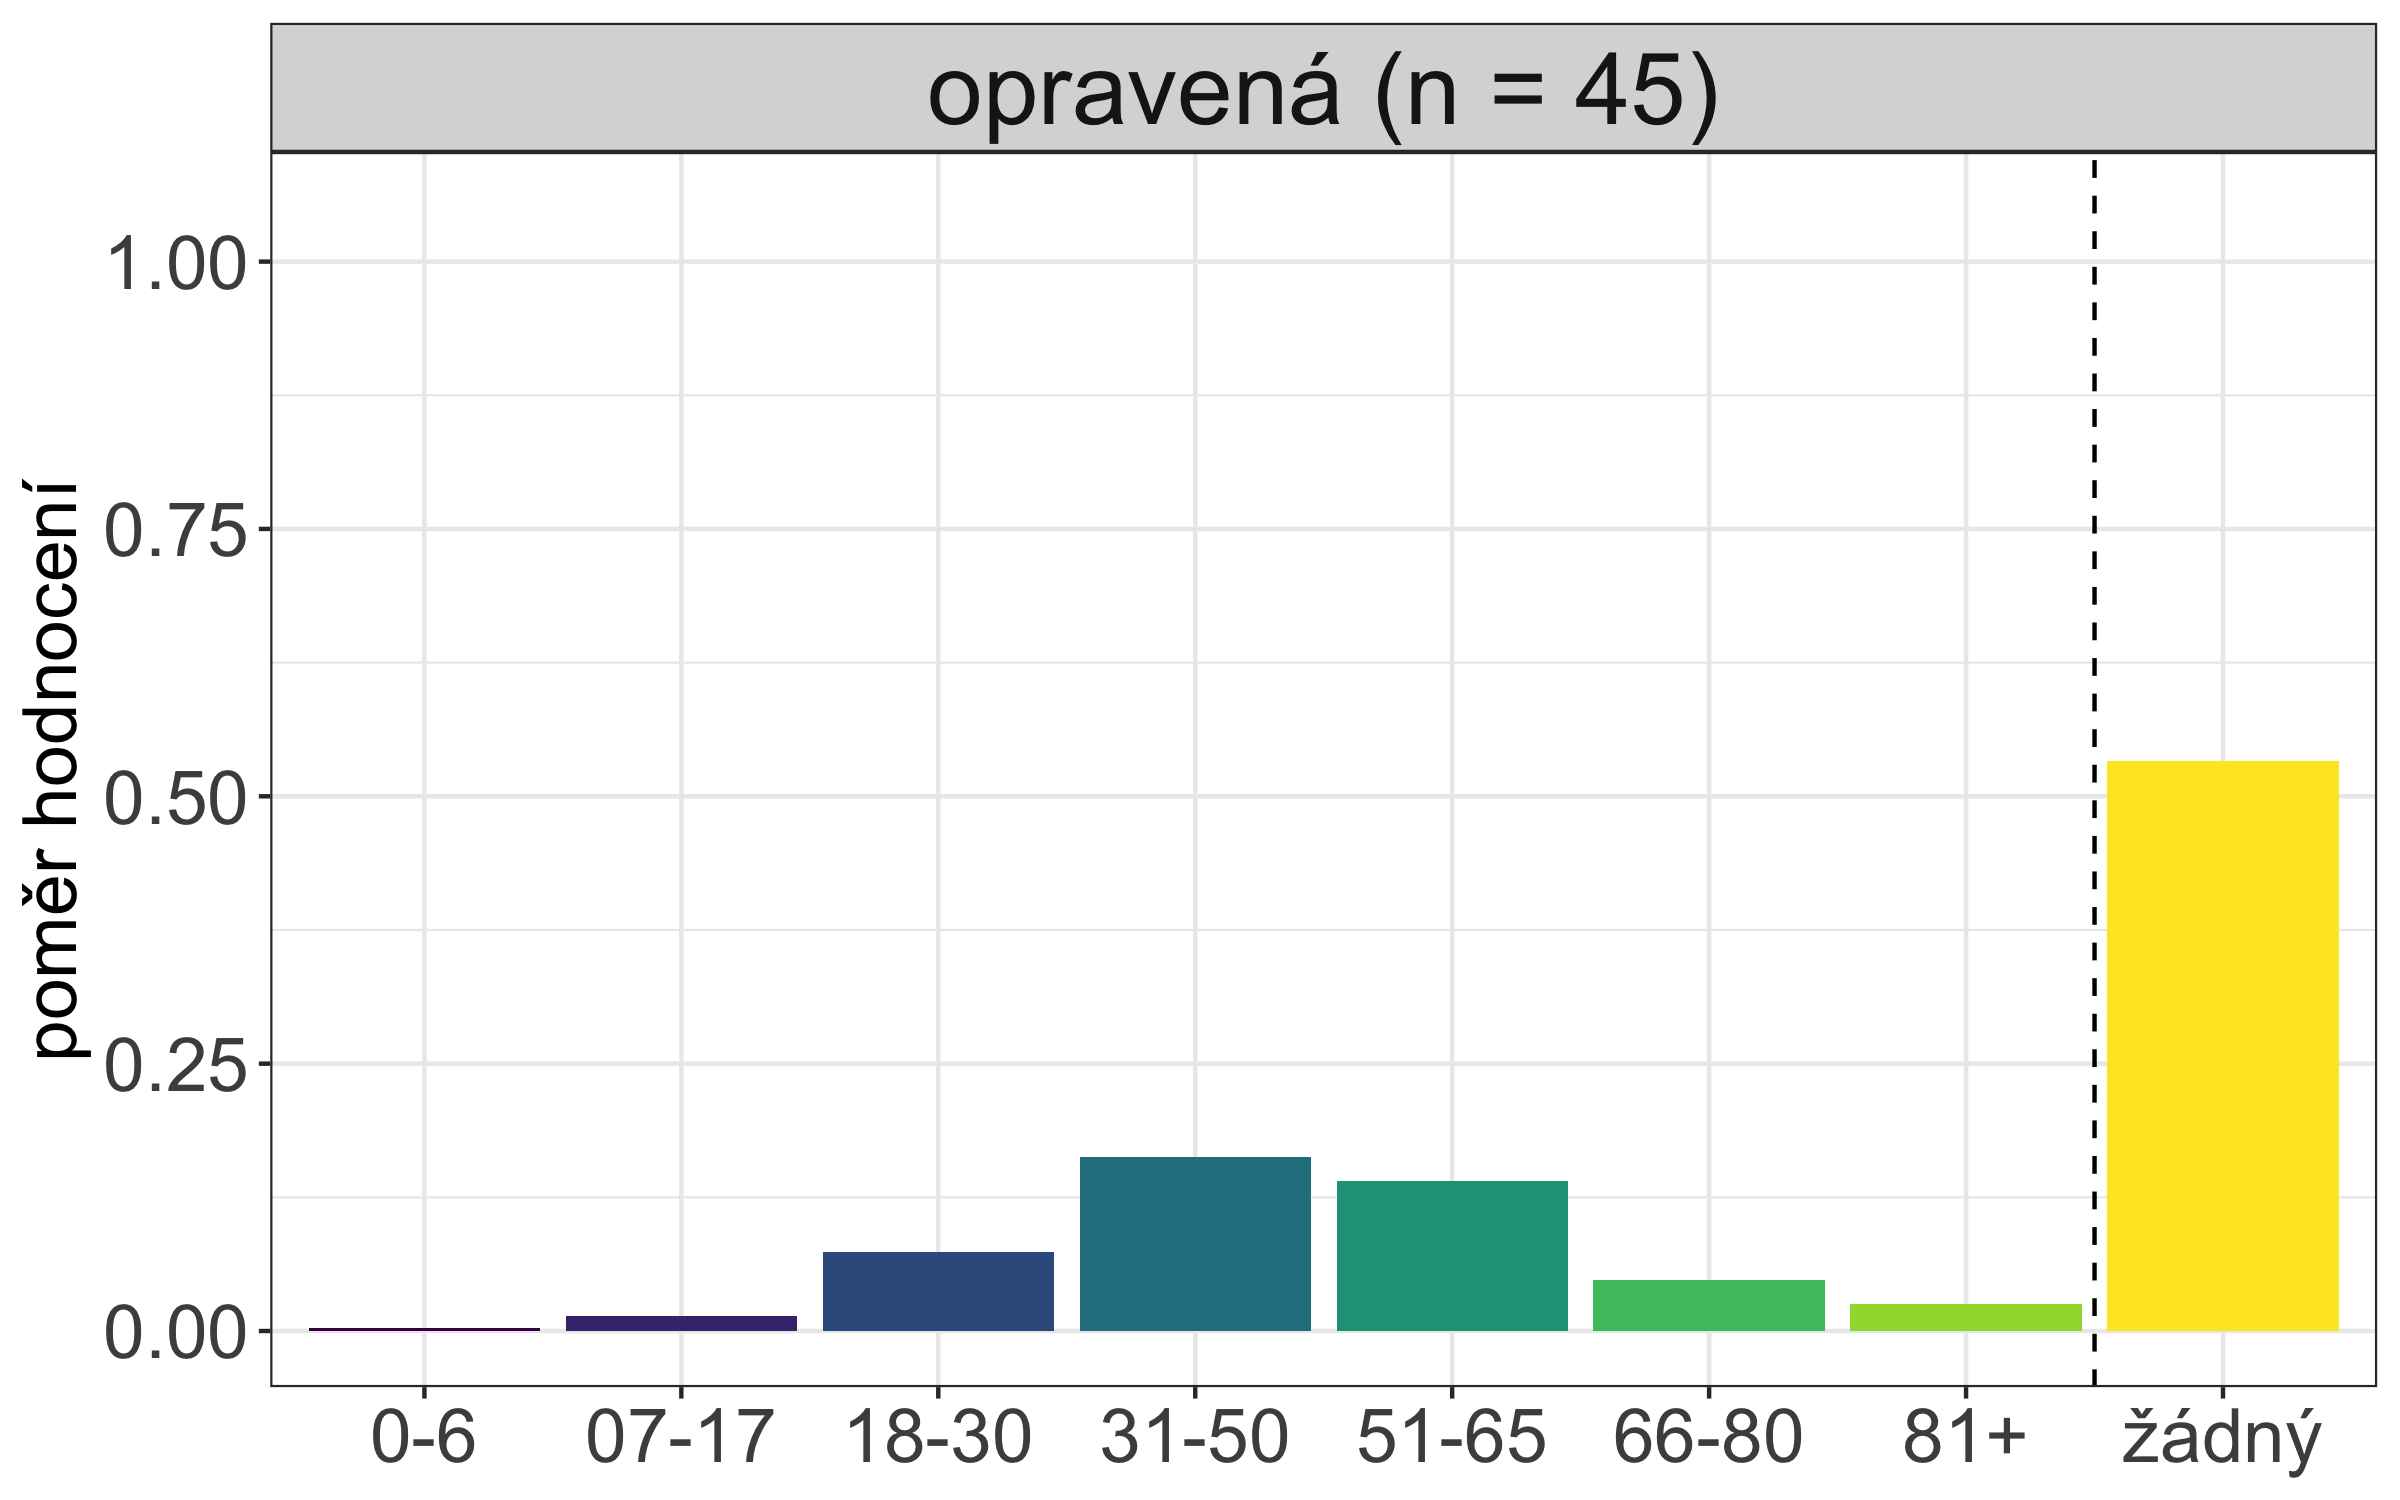 opravená (n = 45)
poměr hodnocení
1.00
0.75
0.50
0.25
0.00
0-6 07-17 18-30 31-50 51-65 66-80 81+ žádný